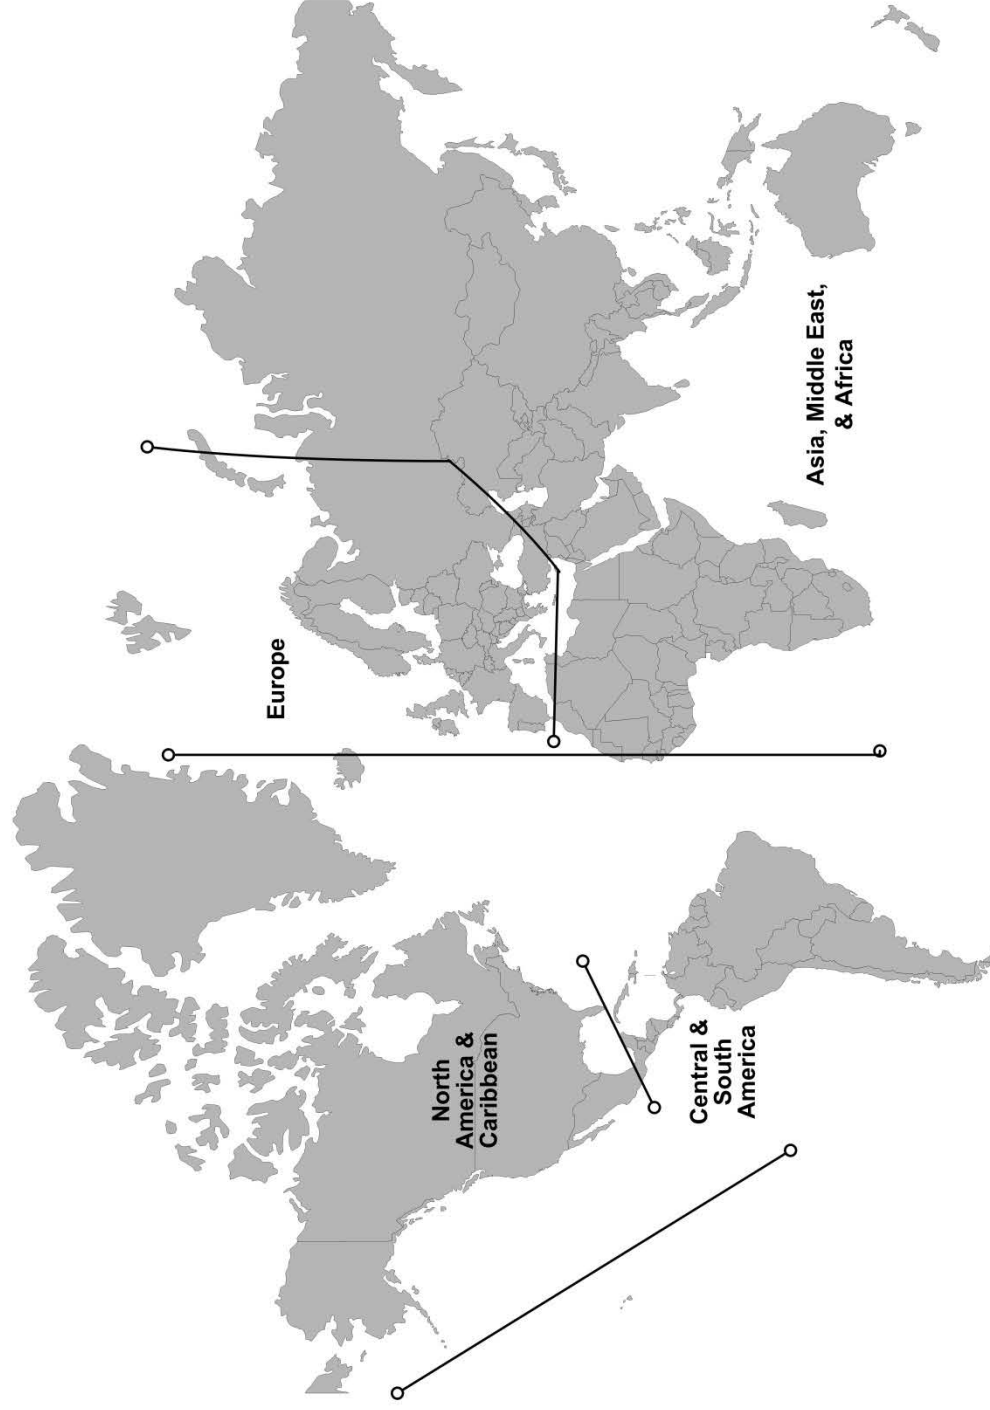 North
America &
Caribbean
Central &
South
America
Europe
Asia, Middle East,
& Africa